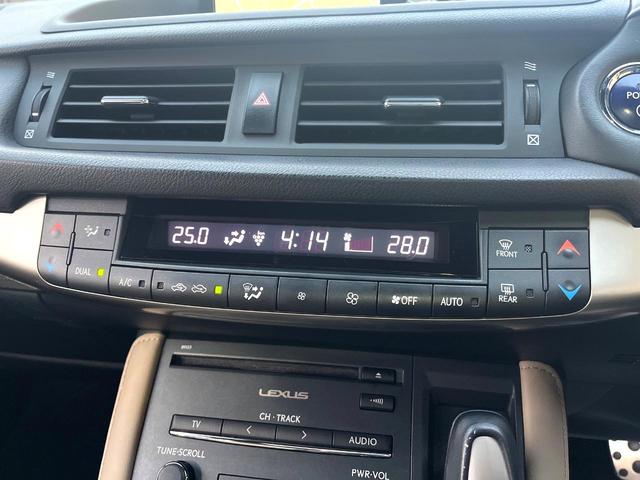 PO
25.0 4:14 28.0
FRONT
DUAL
A/C
OFF
AUTO
REAR
LEXUS
CH · TRACK
TV
AUDIO
TUNE·SCROLL
PWR·VOL